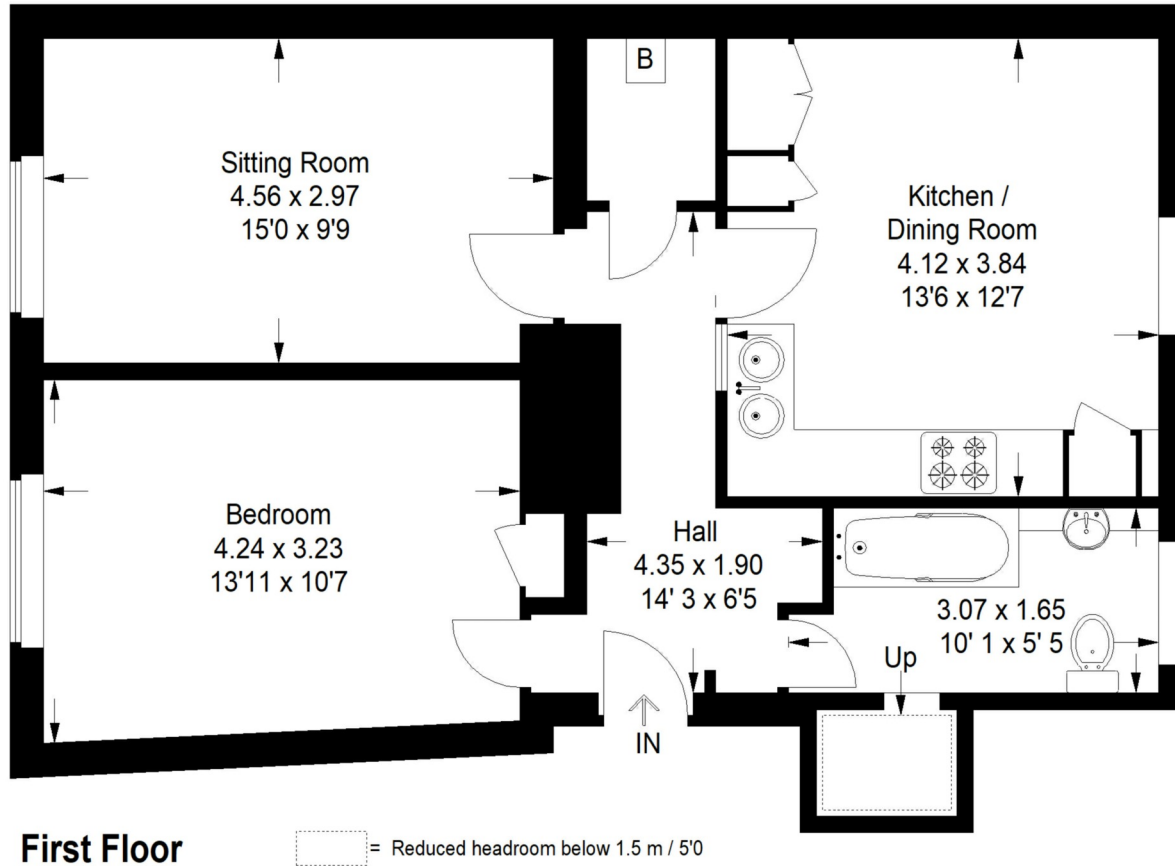 B
Sitting Room
4.56 x 2.97
15'0 x 9'9
Kitchen /
Dining Room
4.12 x 3.84
13'6 x 12'7
Bedroom
4.24 x 3.23
13'11 x 10'7
Hall
4.35 x 1.90
14' 3 x 6'5
3.07 x 1.65
10' 1 x 5' 5
Up
IN
First Floor
= Reduced headroom below 1.5 m / 5'0